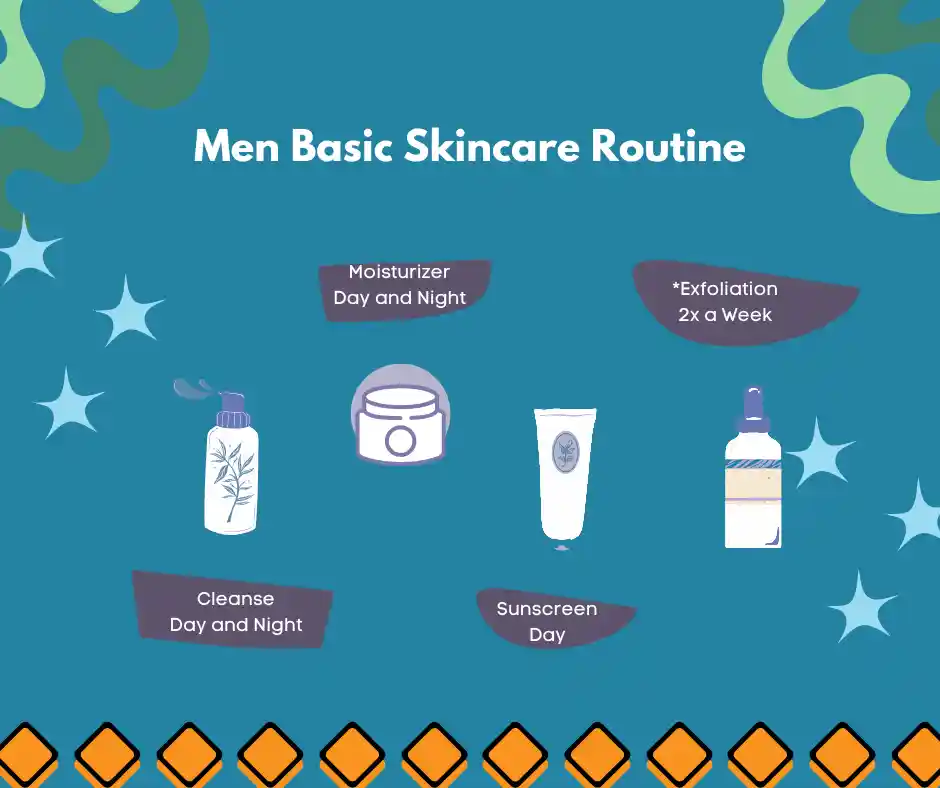 Men Basic Skincare Routine
Moisturizer
Day and Night
*Exfoliation
2x a Week
Cleanse
Day and Night
Sunscreen
Day